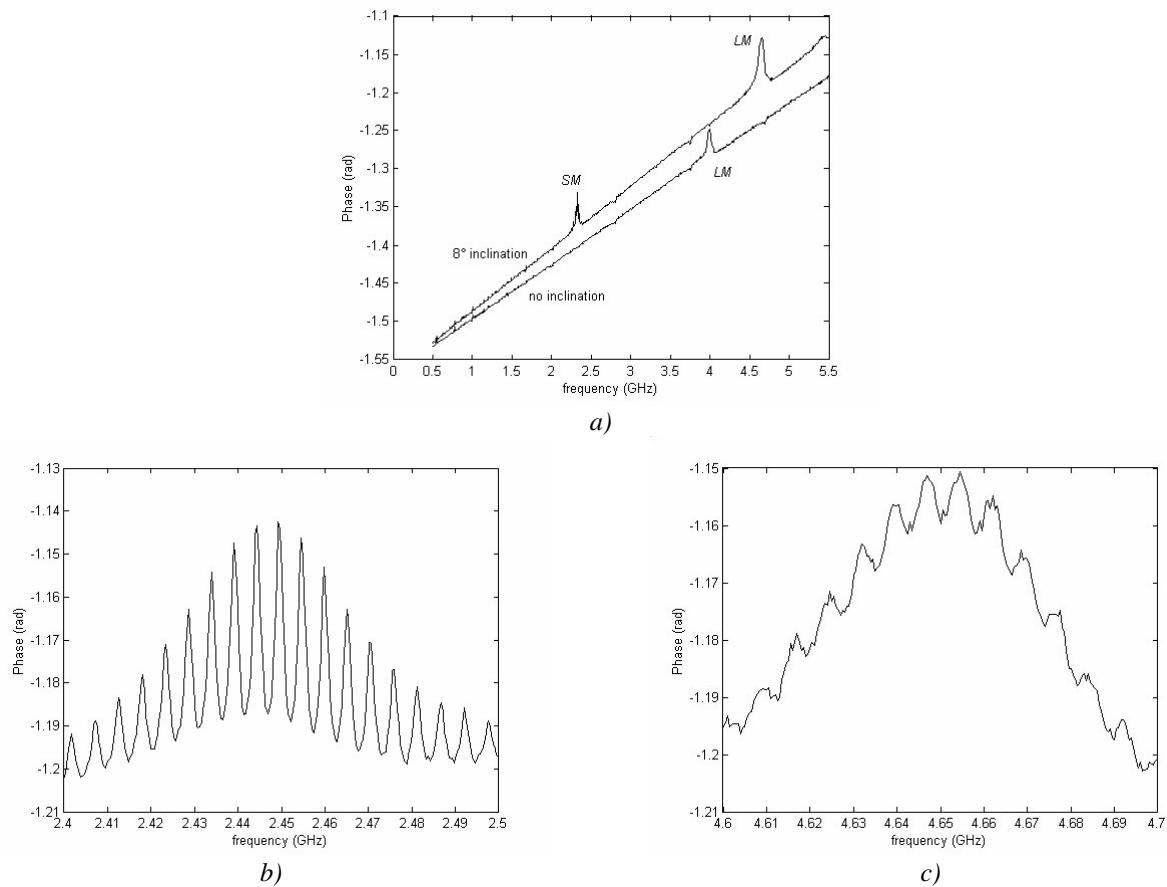 -1.1
-1.15
-1.2
-1.25
-1.3
-1.35
-1.4
-1.45
-1.5
-1.55
Phase (rad)
LM
LM
SM
8° inclination
no inclination
0 0.5 1 1.5 2 2.5 3 3.5 4 4.5 5 5.5
frequency (GHz)
a)
-1.13
-1.14
-1.15
-1.16
-1.17
-1.18
-1.19
-1.2
-1.21
Phase (rad)
2.4 2.41 2.42 2.43 2.44 2.45 2.46 2.47 2.48 2.49 2.5
frequency (GHz)
b)
-1.15
-1.16
-1.17
-1.18
-1.19
-1.2
-1.21
Phase (rad)
4.6 4.61 4.62 4.63 4.64 4.65 4.66 4.67 4.68 4.69 4.7
frequency (GHz)
c)